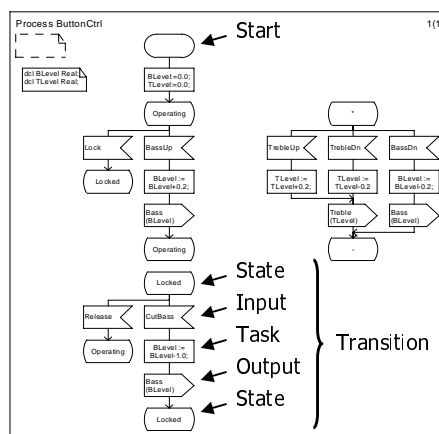 Process ButtonCtrl
1(1
Start
dcl BLevel Real;
dcl TLevel Real;
BLevel:=0.0;
TLevel:=0.0;
Operating
*
Lock
BassUp
TrebleUp
TrebleDn
BassDn
Locked
BLevel :=
BLevel+0.2;
TLevel :=
TLevel+0.2;
TLevel :=
TLevel-0.2
BLevel :=
BLevel-0.2;
Bass
(BLevel)
Treble
(TLevel)
Bass
(BLevel)
Operating
-
Locked
State
Release
CutBass
Input
Operating
BLevel :=
BLevel-1.0;
Task
Transition
Bass
(BLevel)
Output
Locked
State